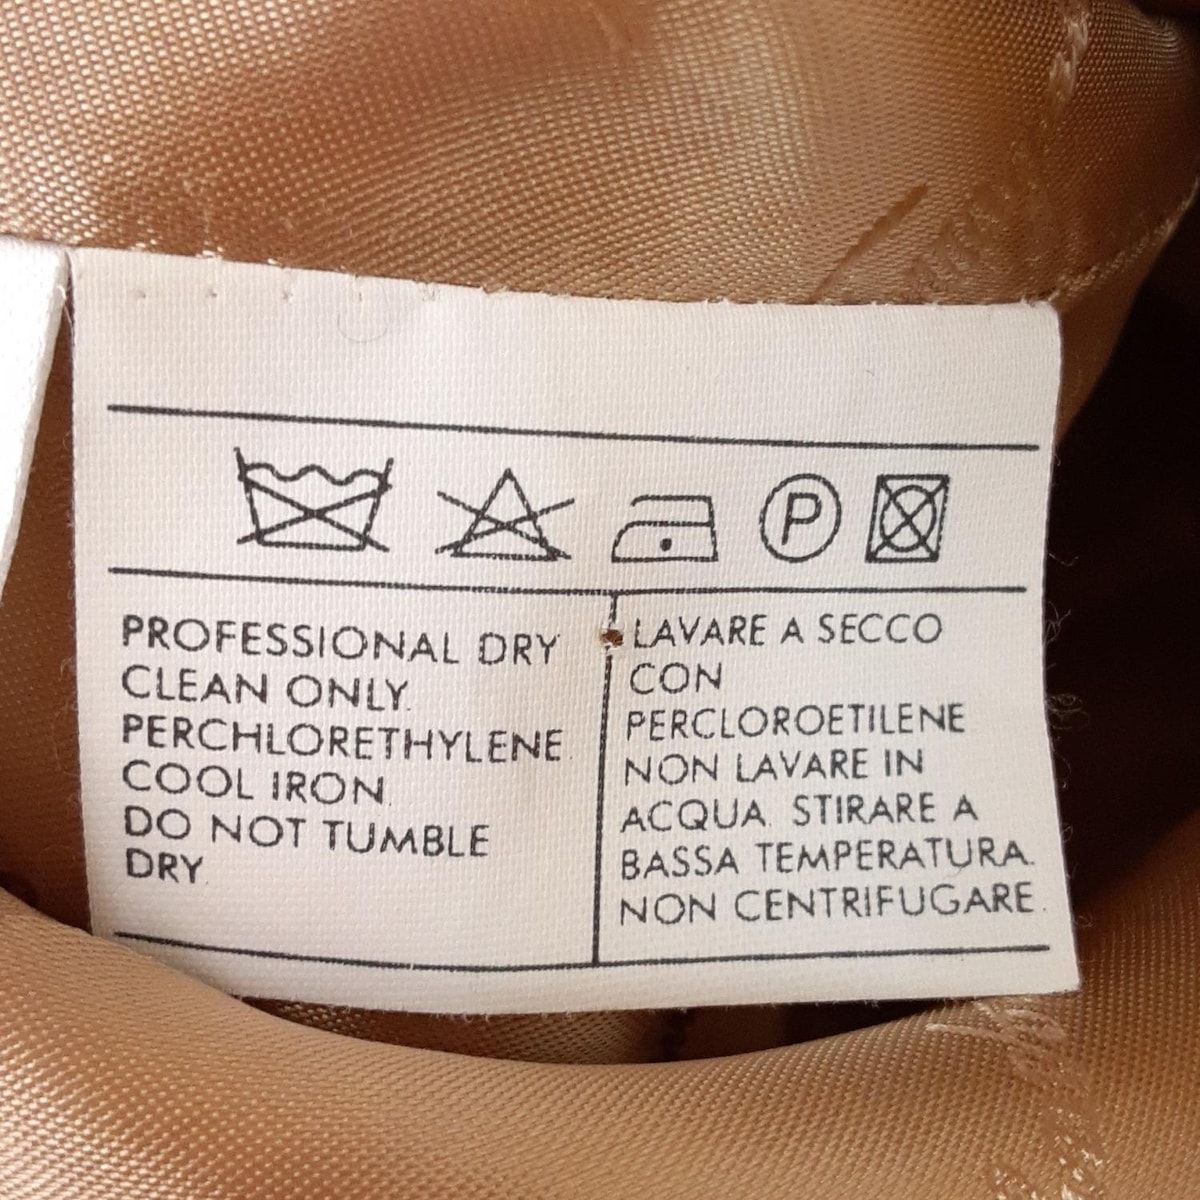 P
PROFESSIONAL DRY
CLEAN ONLY.
PERCHLORETHYLENE.
COOL IRON.
DO NOT TUMBLE
DRY.
LAVARE A SECCO
CON
PERCLOROETILENE
NON LAVARE IN
ACQUA. STIRARE A
BASSA TEMPERATURA.
NON CENTRIFUGARE.